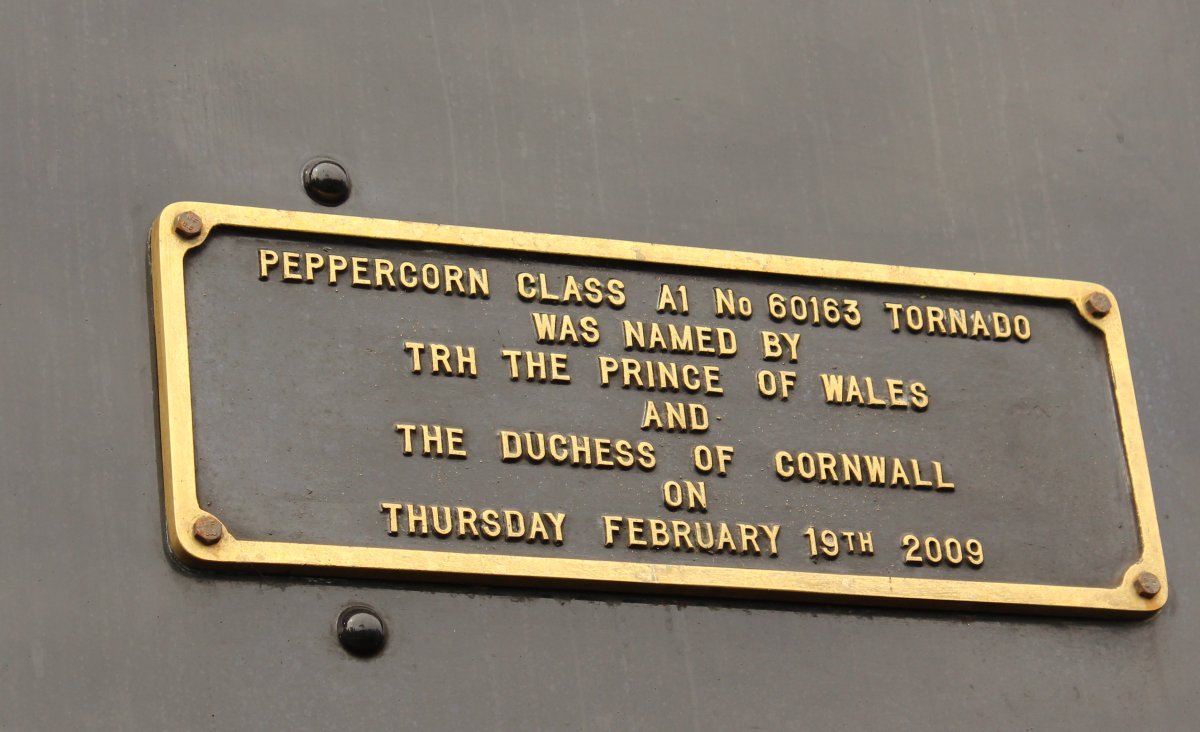 PEPPERCORN CLASS A1 No 60163 TORNADO
WAS NAMED BY
TRH THE PRINCE OF WALES
AND
THE DUCHESS OF CORNWALL
ON
THURSDAY FEBRUARY 19TH 2009